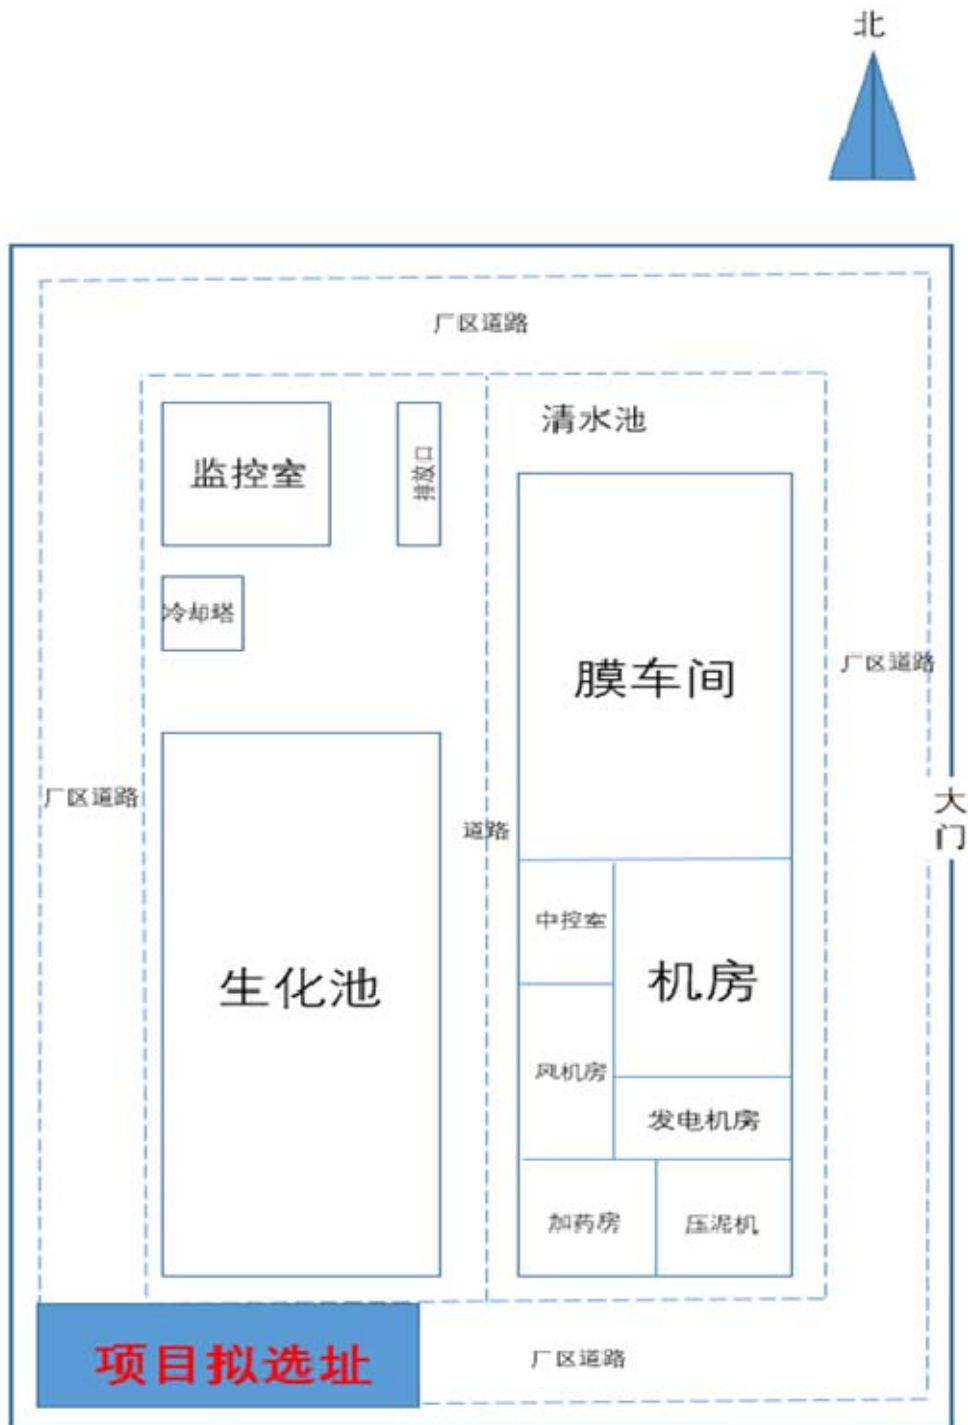 北
厂区道路
清水池
监控室
排放口
冷却塔
膜车间
厂区道路
厂区道路
大
门
道路
中控室
机房
生化池
风机房
发电机房
加药房
压泥机
项目拟选址
厂区道路